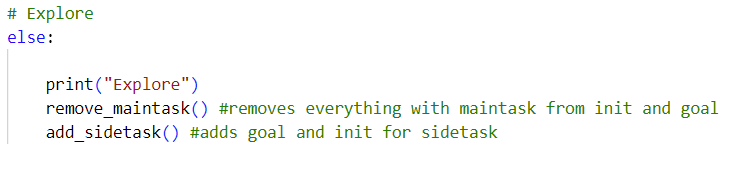 # Explore
else:
print("Explore")
remove_maintask() #removes everything with maintask from init and goal
add_sidetask() #adds goal and init for sidetask